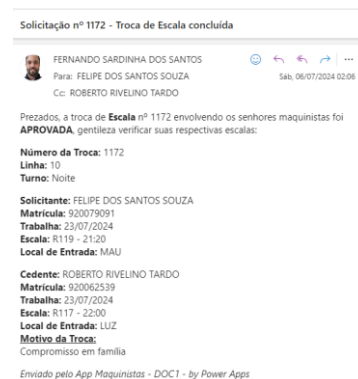 Solicitação nº 1172 - Troca de Escala concluída
FERNANDO SARDINHA DOS SANTOS
Para: FELIPE DOS SANTOS SOUZA
Sáb, 06/07/2024 02:06
Cc: ROBERTO RIVELINO TARDO
Prezados, a troca de Escala nº 1172 envolvendo os senhores maquinistas foi
APROVADA, gentileza verificar suas respectivas escalas:
Número da Troca: 1172
Linha: 10
Turno: Noite
Solicitante: FELIPE DOS SANTOS SOUZA
Matrícula: 920079091
Trabalha: 23/07/2024
Escala: R119 - 21:20
Local de Entrada: MAU
Cedente: ROBERTO RIVELINO TARDO
Matrícula: 920062539
Trabalha: 23/07/2024
Escala: R117 - 22:00
Local de Entrada: LUZ
Motivo da Troca:
Compromisso em família
Enviado pelo App Maquinistas - DOC1 - by Power Apps